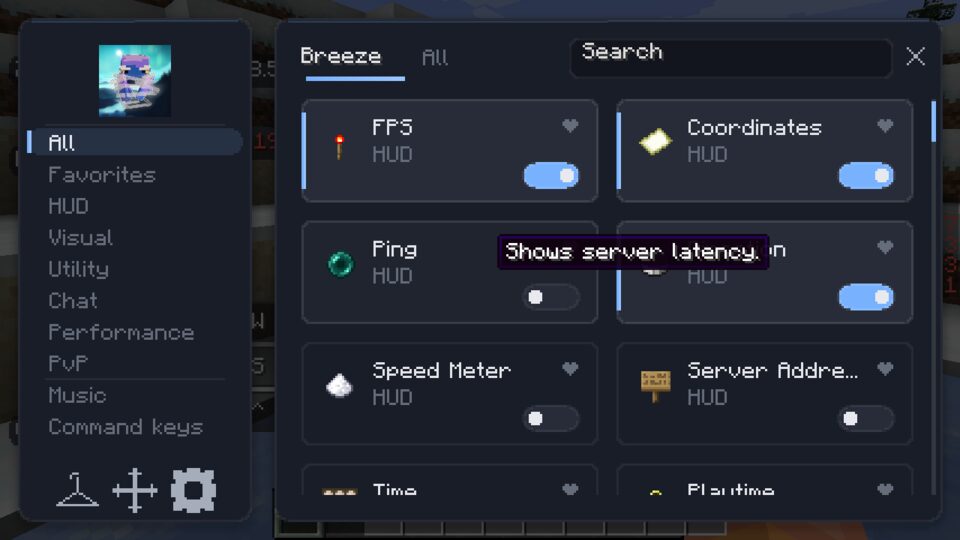 Breeze
All
Search
All
Favorites
HUD
Visual
Utility
Chat
Performance
PvP
Music
Command keys
FPS
HUD
Coordinates
HUD
Ping
HUD
Shows server latency.
HUD
Speed Meter
HUD
Server Addre...
HUD
Time
Playtime